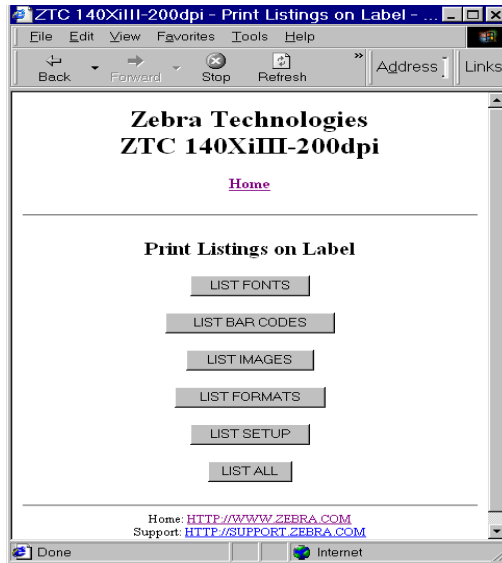 ZTC 140XiIII-200dpi - Print Listings on Label - ...
File Edit View Favorites Tools Help
Back Forward Stop Refresh » Address Links
Zebra Technologies
ZTC 140XiIII-200dpi
Home
Print Listings on Label
LIST FONTS
LIST BAR CODES
LIST IMAGES
LIST FORMATS
LIST SETUP
LIST ALL
Home: HTTP://WWW.ZEBRA.COM
Support: HTTP://SUPPORT.ZEBRA.COM
Done Internet